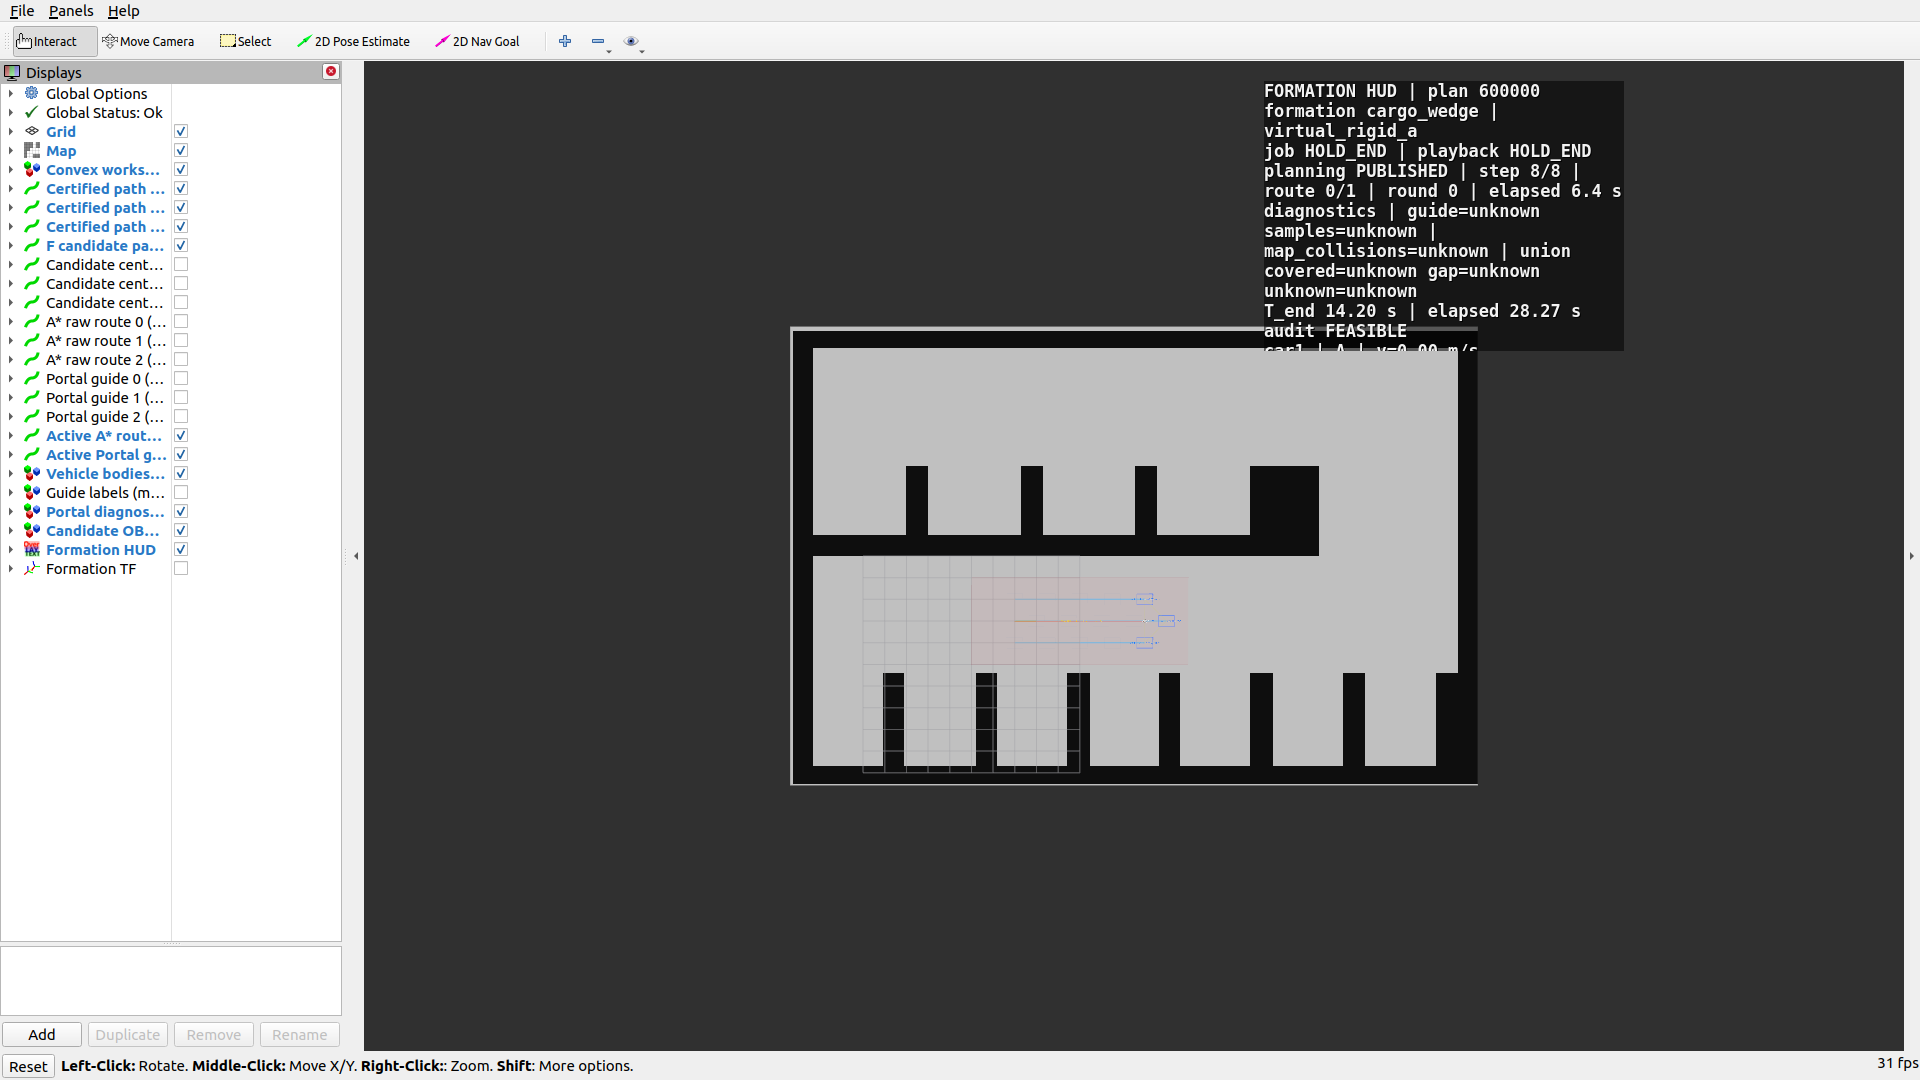 File Panels Help
Interact Move Camera Select 2D Pose Estimate 2D Nav Goal
Displays
Global Options
Global Status: Ok
Grid
Map
Convex works...
Certified path ...
Certified path ...
Certified path ...
F candidate pa...
Candidate cent...
Candidate cent...
Candidate cent...
A* raw route 0 (...
A* raw route 1 (...
A* raw route 2 (...
Portal guide 0 (...
Portal guide 1 (...
Portal guide 2 (...
Active A* rout...
Active Portal g...
Vehicle bodies...
Guide labels (m...
Portal diagnos...
Candidate OB...
Formation HUD
Formation TF
FORMATION HUD | plan 600000
formation cargo_wedge |
virtual_rigid_a
job HOLD_END | playback HOLD_END
planning PUBLISHED | step 8/8 |
route 0/1 | round 0 | elapsed 6.4 s
diagnostics | guide=unknown
samples=unknown |
map_collisions=unknown | union
covered=unknown gap=unknown
unknown=unknown
T_end 14.20 s | elapsed 28.27 s
audit FEASIBLE
car1 | A | v=0.00 m/s
Add Duplicate Remove Rename
Reset Left-Click: Rotate. Middle-Click: Move X/Y. Right-Click:: Zoom. Shift: More options.
31 fps